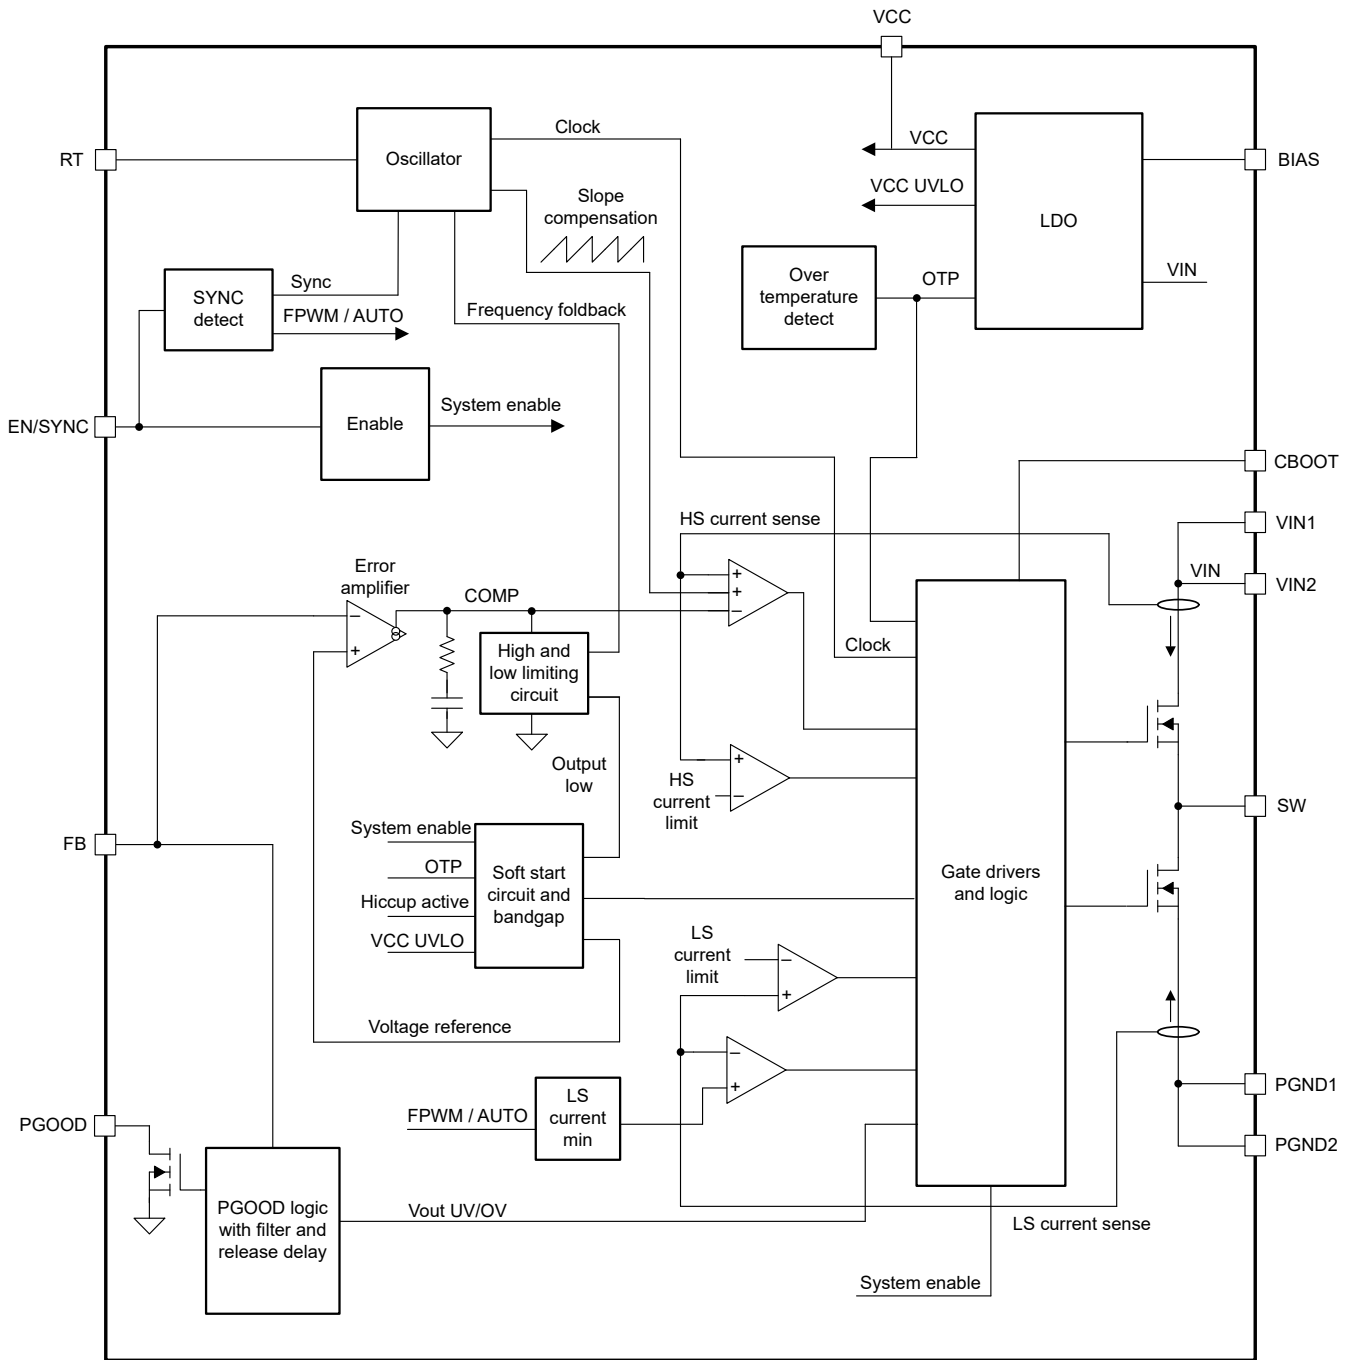 VCC
RT
Oscillator
Clock
Slope
compensation
VCC
VCC UVLO
LDO
BIAS
VIN
OTP
Over
temperature
detect
SYNC
detect
Sync
FPWM / AUTO
Frequency foldback
EN/SYNC
Enable
System enable
CBOOT
VIN1
VIN
VIN2
HS current sense
Error
amplifier
−
+
COMP
+
+
−
High and
low limiting
circuit
Clock
Output
low
HS
current
limit
+
−
SW
FB
System enable
OTP
Hiccup active
VCC UVLO
Soft start
circuit and
bandgap
Gate drivers
and logic
LS
current
limit
−
+
Voltage reference
−
+
FPWM / AUTO
LS
current
min
PGND1
PGND2
PGOOD
PGOOD logic
with filter and
release delay
Vout UV/OV
LS current sense
System enable